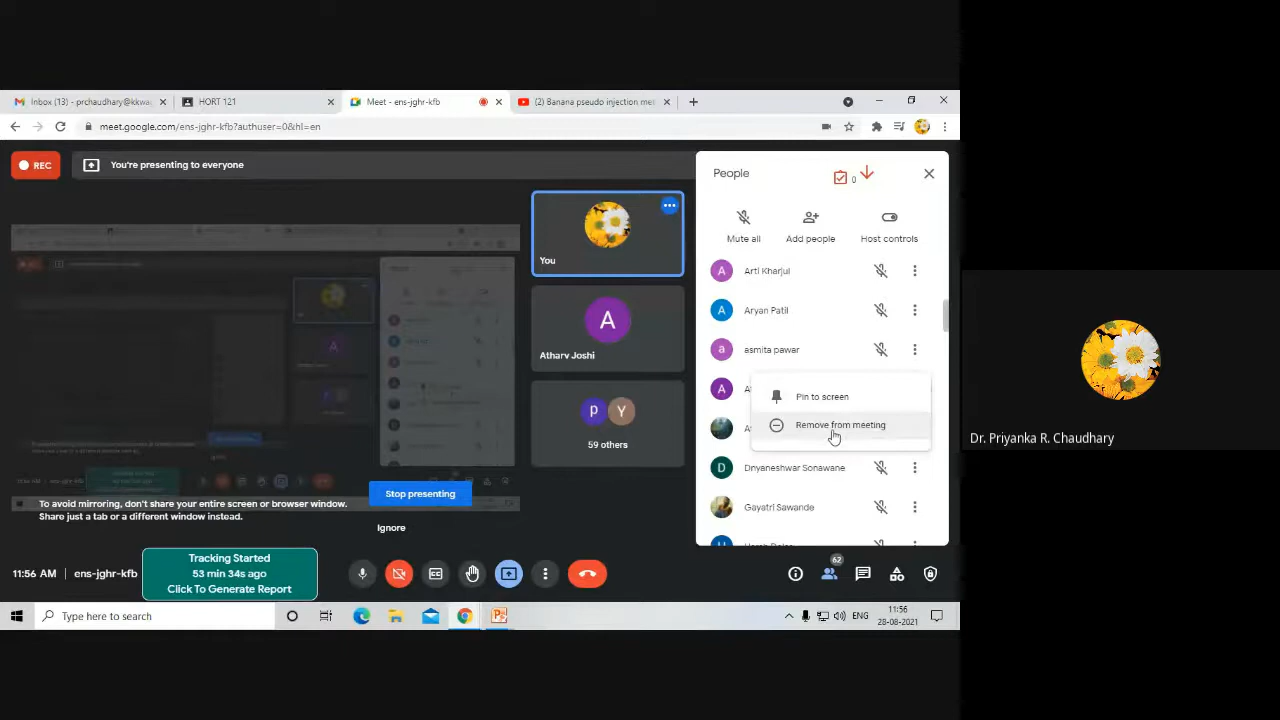 Inbox (13) - prchaudhary@kkwa
HORT 121
Meet - ens-jghr-kfb
(2) Banana pseudo injection met
meet.google.com/ens-jghr-kfb?authuser=0&hl=en
REC
You're presenting to everyone
People
0
Mute all
Add people
Host controls
You
A
Atharv Joshi
p Y
59 others
A Arti Kharjul
A Aryan Patil
a asmita pawar
A
Pin to screen
Remove from meeting
D Dnyaneshwar Sonawane
Gayatri Sawande
To avoid mirroring, don't share your entire screen or browser window.
Share just a tab or a different window instead.
Stop presenting
Ignore
11:56 AM | ens-jghr-kfb
Tracking Started
53 min 34s ago
Click To Generate Report
62
Type here to search
ENG
11:56
28-08-2021
Dr. Priyanka R. Chaudhary